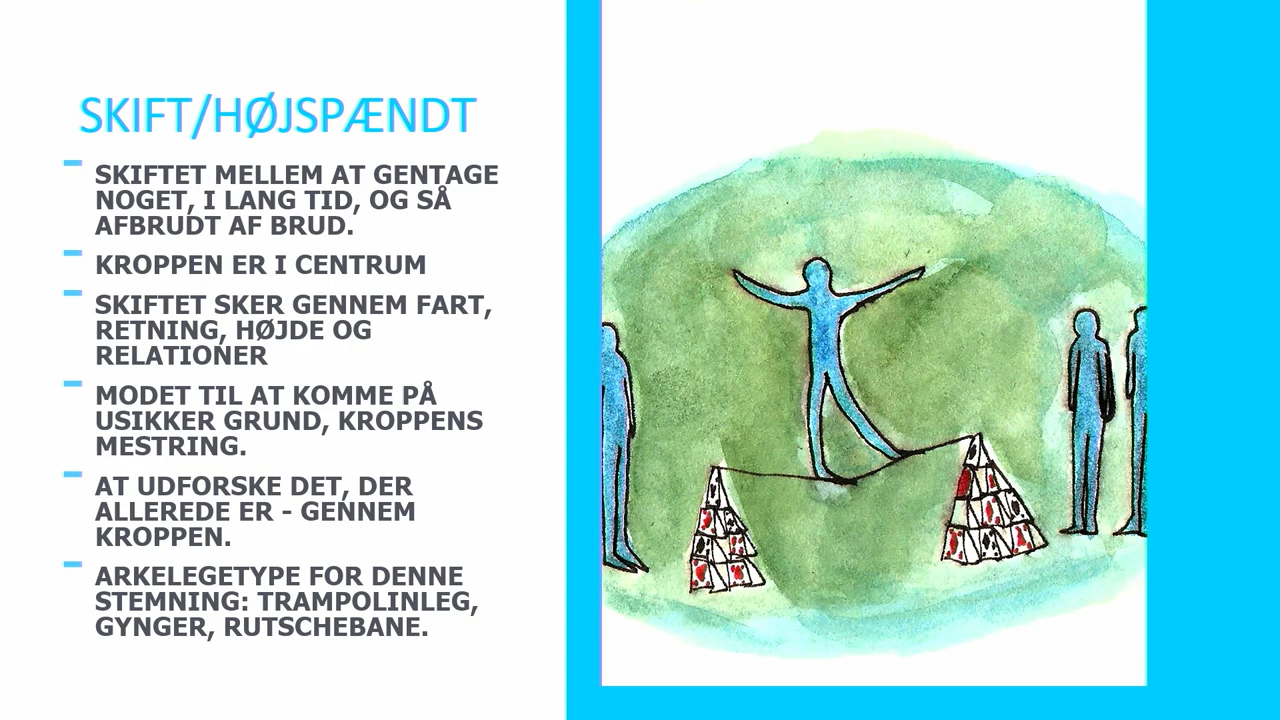 SKIFT/HØJSPÆNDT
- SKIFTET MELLEM AT GENTAGE
NOGET, I LANG TID, OG SÅ
AFBRUDT AF BRUD.
- KROPPEN ER I CENTRUM
- SKIFTET SKER GENNEM FART,
RETNING, HØJDE OG
RELATIONER
- MODET TIL AT KOMME PÅ
USIKKER GRUND, KROPPENS
MESTRING.
- AT UDFORSKE DET, DER
ALLEREDE ER - GENNEM
KROPPEN.
- ARKELEGETYPE FOR DENNE
STEMNING: TRAMPOLINLEG,
GYNGER, RUTSCHEBANE.